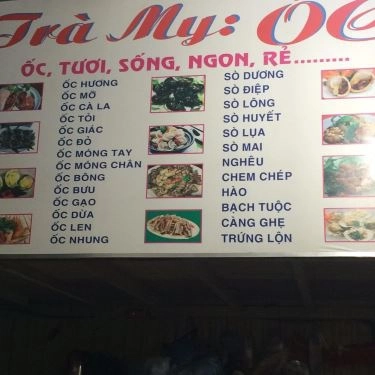 Trà My: ỐC
ỐC, TƯƠI, SỐNG, NGON, RẺ.........
ỐC HƯƠNG
ỐC MỠ
ỐC CÀ LA
ỐC TỎI
ỐC GIÁC
ỐC ĐỎ
ỐC MÓNG TAY
ỐC MÓNG CHÂN
ỐC BÔNG
ỐC BƯU
ỐC GẠO
ỐC DỪA
ỐC LEN
ỐC NHUNG
SÒ DƯƠNG
SÒ ĐIỆP
SÒ LÔNG
SÒ HUYẾT
SÒ LỤA
SÒ MAI
NGHÊU
CHEM CHÉP
HÀO
BẠCH TUỘC
CÀNG GHẸ
TRỨNG LỘN